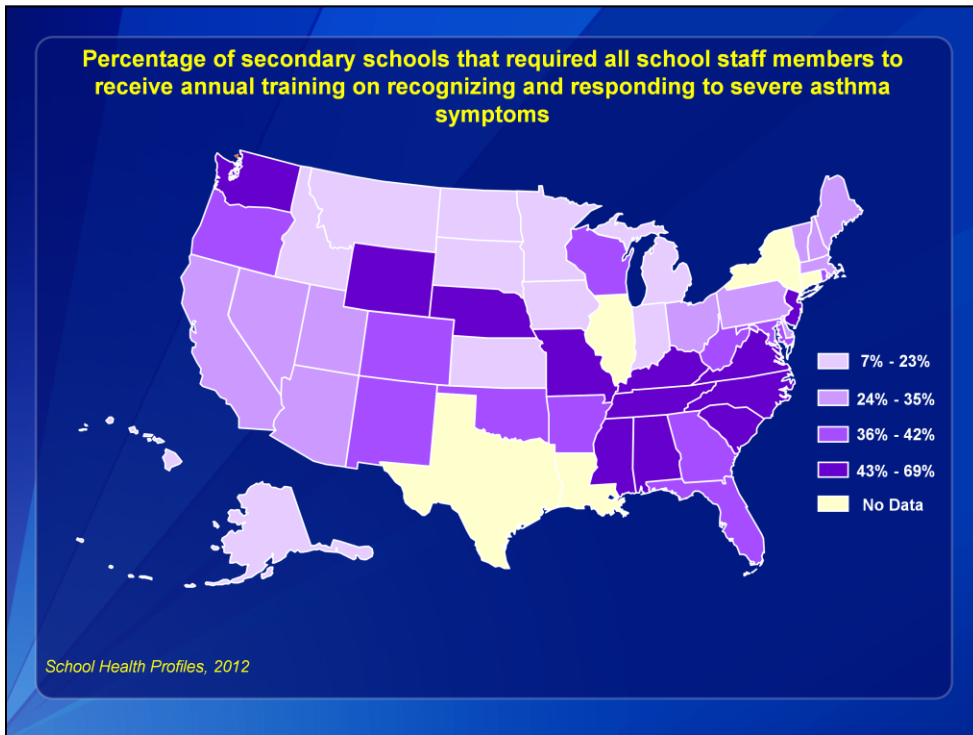 Percentage of secondary schools that required all school staff members to
receive annual training on recognizing and responding to severe asthma
symptoms
7% - 23%
24% - 35%
36% - 42%
43% - 69%
No Data
School Health Profiles, 2012